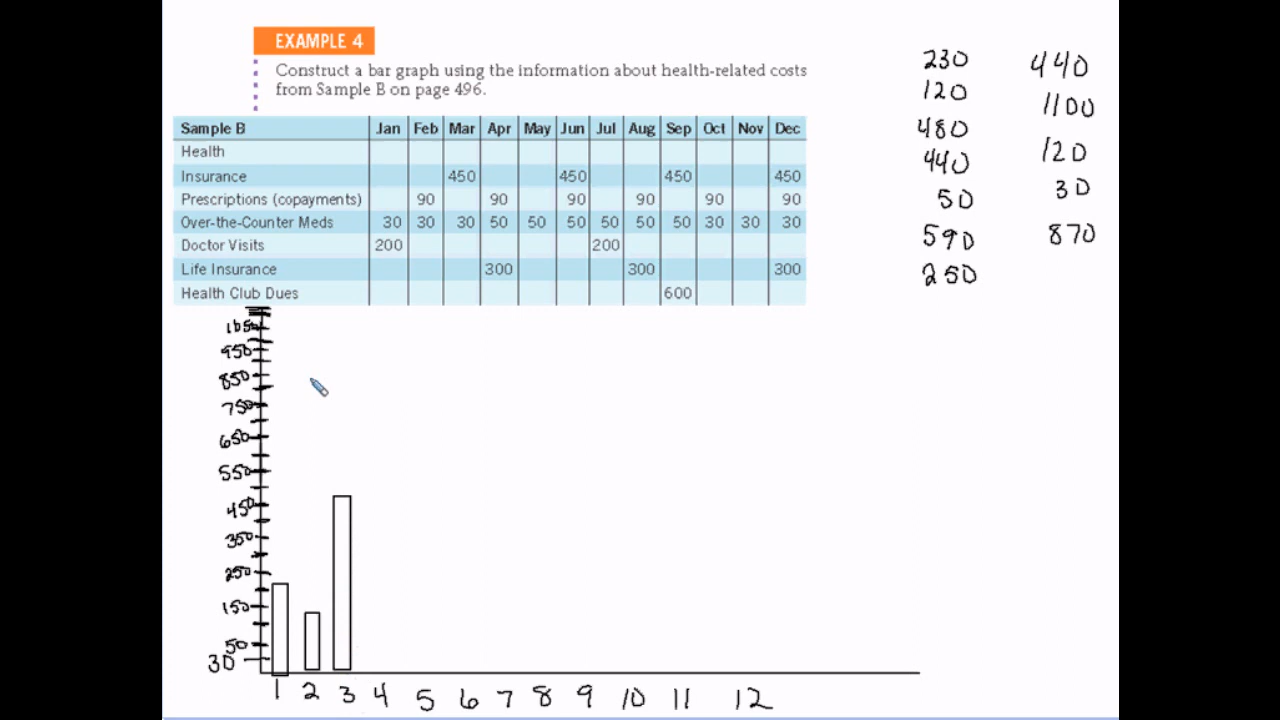 EXAMPLE 4
Construct a bar graph using the information about health-related costs
from Sample B on page 496.
Sample B Jan Feb Mar Apr May Jun Jul Aug Sep Oct Nov Dec
Health
Insurance 450 450 450 450
Prescriptions (copayments) 90 90 90 90 90 90
Over-the-Counter Meds 30 30 30 50 50 50 50 50 50 30 30 30
Doctor Visits 200 200
Life Insurance 300 300 300
Health Club Dues 600
230
120
480
440
50
590
250
440
1100
120
30
870
950
850
750
650
550
450
350
250
150
50
30
1 2 3 4 5 6 7 8 9 10 11 12